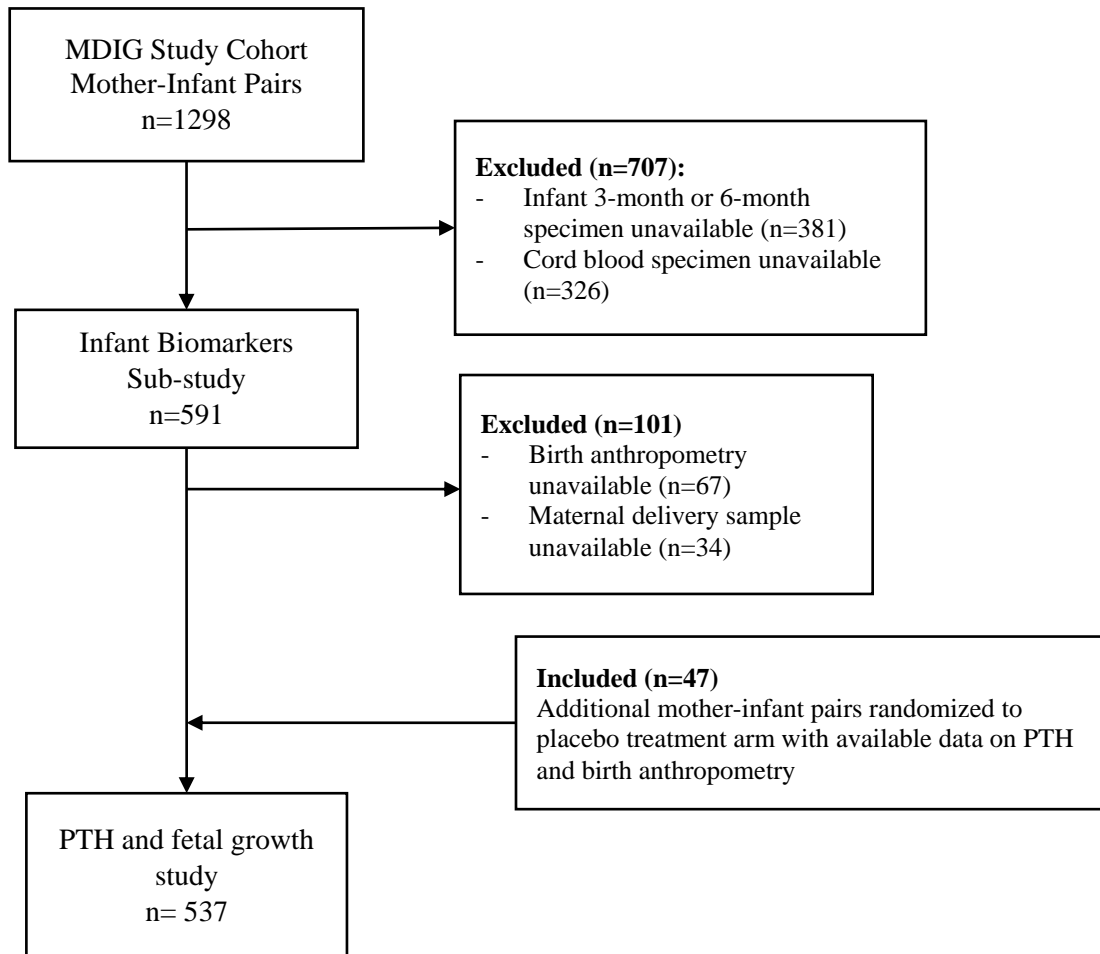 MDIG Study Cohort
Mother-Infant Pairs
n=1298
Excluded (n=707):
- Infant 3-month or 6-month
specimen unavailable (n=381)
- Cord blood specimen unavailable
(n=326)
Infant Biomarkers
Sub-study
n=591
Excluded (n=101)
- Birth anthropometry
unavailable (n=67)
- Maternal delivery sample
unavailable (n=34)
Included (n=47)
Additional mother-infant pairs randomized to
placebo treatment arm with available data on PTH
and birth anthropometry
PTH and fetal growth
study
n= 537